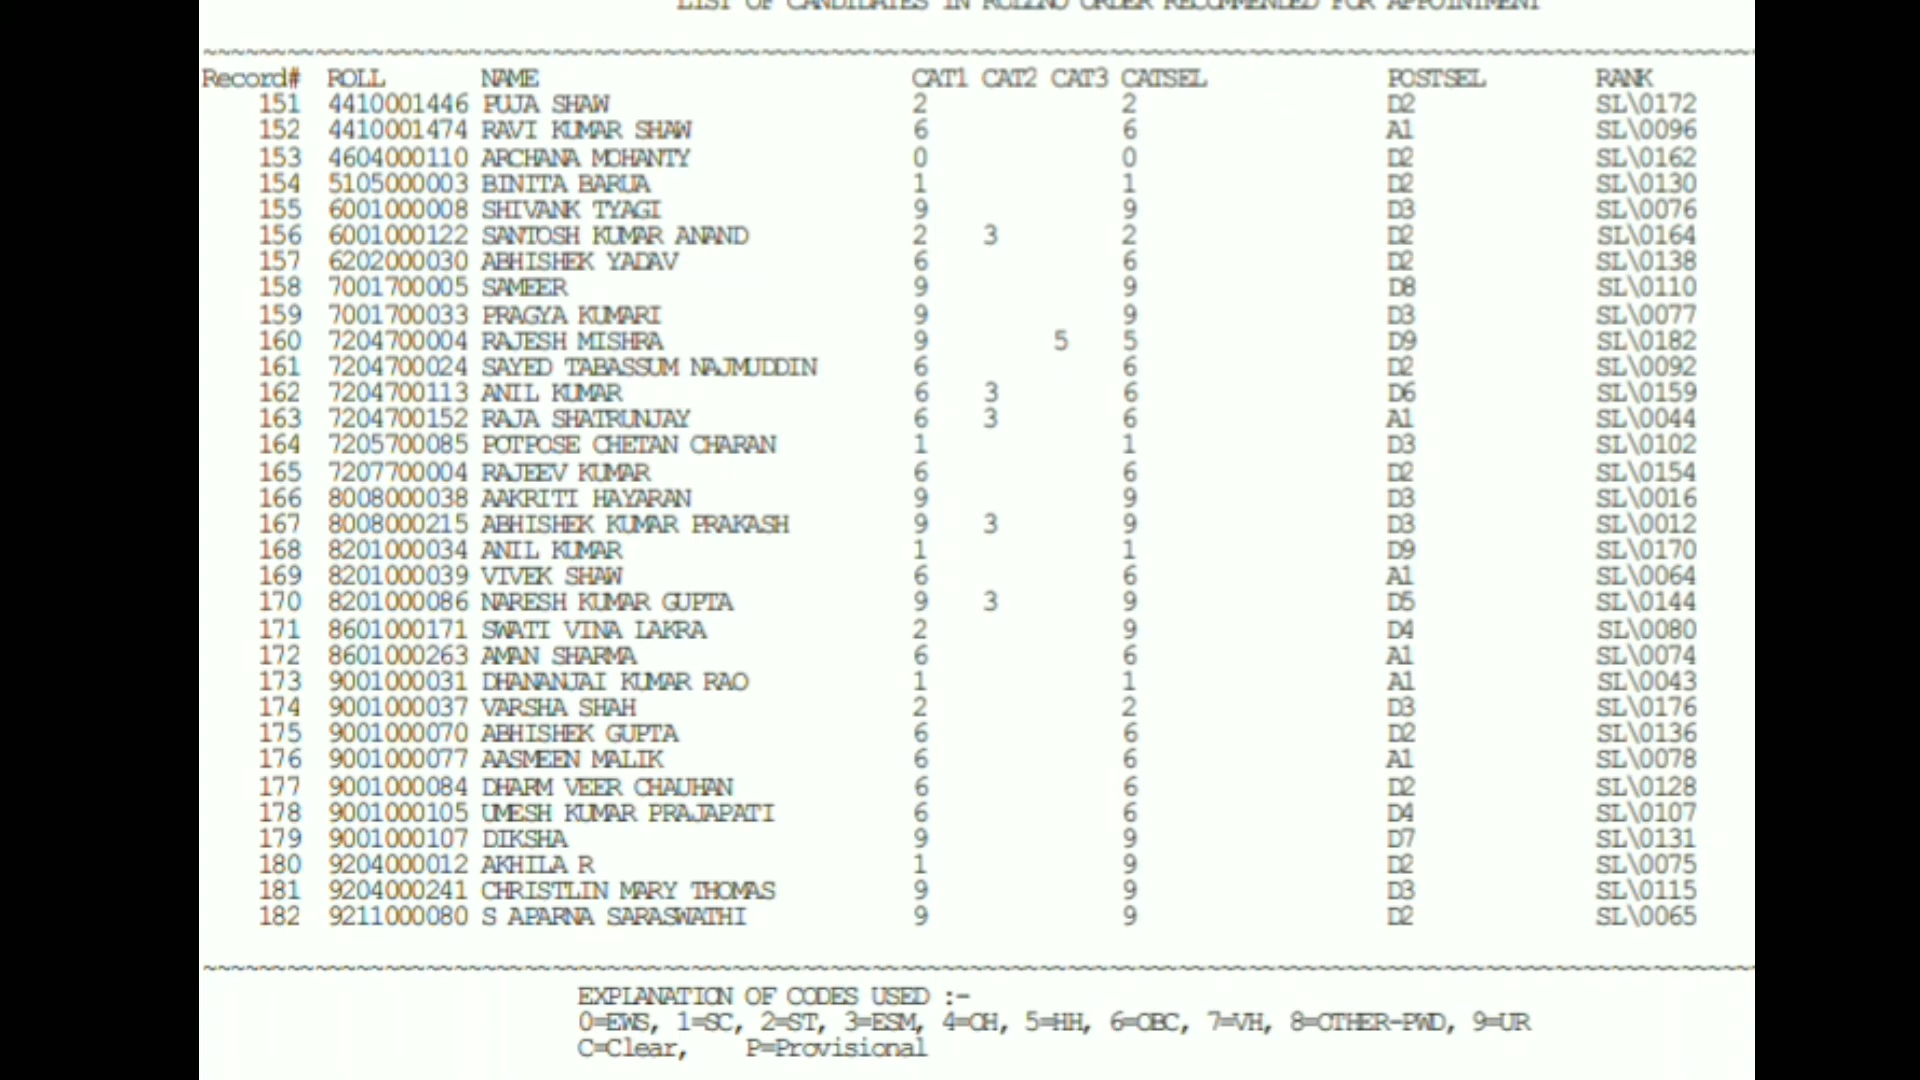 LIST OF CANDIDATES IN ROLLNO ORDER RECOMMENDED FOR APPOINTMENT
~~~~~~~~~~~~~~~~~~~~~~~~~~~~~~~~~~~~~~~~~~~~~~~~~~~~~~~~~~~~~~~~~~~~~~~~~~~~~~~~~~~~~~~~~~~~~~~~~~~~~~~~~~~~~~~
Record# ROLL NAME CAT1 CAT2 CAT3 CATSEL POSTSEL RANK
151 4410001446 PUJA SHAW 2 2 D2 SL\0172
152 4410001474 RAVI KUMAR SHAW 6 6 A1 SL\0096
153 4604000110 ARCHANA MOHANTY 0 0 D2 SL\0162
154 5105000003 BINITA BARUA 1 1 D2 SL\0130
155 6001000008 SHIVANK TYAGI 9 9 D3 SL\0076
156 6001000122 SANTOSH KUMAR ANAND 2 3 2 D2 SL\0164
157 6202000030 ABHISHEK YADAV 6 6 D2 SL\0138
158 7001700005 SAMEER 9 9 D8 SL\0110
159 7001700033 PRAGYA KUMARI 9 9 D3 SL\0077
160 7204700004 RAJESH MISHRA 9 5 5 D9 SL\0182
161 7204700024 SAYED TABASSUM NAJMUDDIN 6 6 D2 SL\0092
162 7204700113 ANIL KUMAR 6 3 6 D6 SL\0159
163 7204700152 RAJA SHATRUNJAY 6 3 6 A1 SL\0044
164 7205700085 POTPOSE CHETAN CHARAN 1 1 D3 SL\0102
165 7207700004 RAJEEV KUMAR 6 6 D2 SL\0154
166 8008000038 AAKRITI HAYARAN 9 9 D3 SL\0016
167 8008000215 ABHISHEK KUMAR PRAKASH 9 3 9 D3 SL\0012
168 8201000034 ANIL KUMAR 1 1 D9 SL\0170
169 8201000039 VIVEK SHAW 6 6 A1 SL\0064
170 8201000086 NARESH KUMAR GUPTA 9 3 9 D5 SL\0144
171 8601000171 SWATI VINA LAKRA 2 9 D4 SL\0080
172 8601000263 AMAN SHARMA 6 6 A1 SL\0074
173 9001000031 DHANANJAI KUMAR RAO 1 1 A1 SL\0043
174 9001000037 VARSHA SHAH 2 2 D3 SL\0176
175 9001000070 ABHISHEK GUPTA 6 6 D2 SL\0136
176 9001000077 AASMEEN MALIK 6 6 A1 SL\0078
177 9001000084 DHARM VEER CHAUHAN 6 6 D2 SL\0128
178 9001000105 UMESH KUMAR PRAJAPATI 6 6 D4 SL\0107
179 9001000107 DIKSHA 9 9 D7 SL\0131
180 9204000012 AKHILA R 1 9 D2 SL\0075
181 9204000241 CHRISTLIN MARY THOMAS 9 9 D3 SL\0115
182 9211000080 S APARNA SARASWATHI 9 9 D2 SL\0065
~~~~~~~~~~~~~~~~~~~~~~~~~~~~~~~~~~~~~~~~~~~~~~~~~~~~~~~~~~~~~~~~~~~~~~~~~~~~~~~~~~~~~~~~~~~~~~~~~~~~~~~~~~~~~~~
EXPLANATION OF CODES USED :-
0=EWS, 1=SC, 2=ST, 3=ESM, 4=OH, 5=HH, 6=OBC, 7=VH, 8=OTHER-PWD, 9=UR
C=Clear, P=Provisional